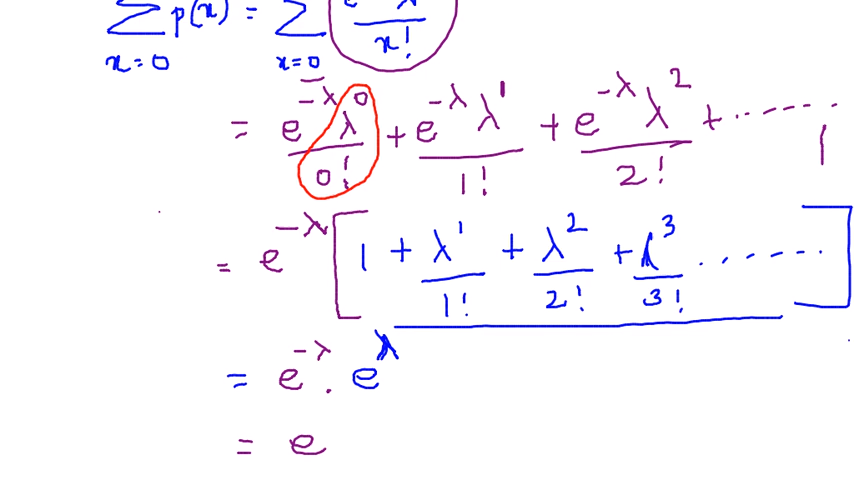 ∑ p(x) = ∑ e^-λ λ / x!
x=0 x=0
= e^-λ λ^0 / 0! + e^-λ λ^1 / 1! + e^-λ λ^2 / 2! + ........
= e^-λ [ 1 + λ^1 / 1! + λ^2 / 2! + λ^3 / 3! ........ ]
= e^-λ . e^λ
= e